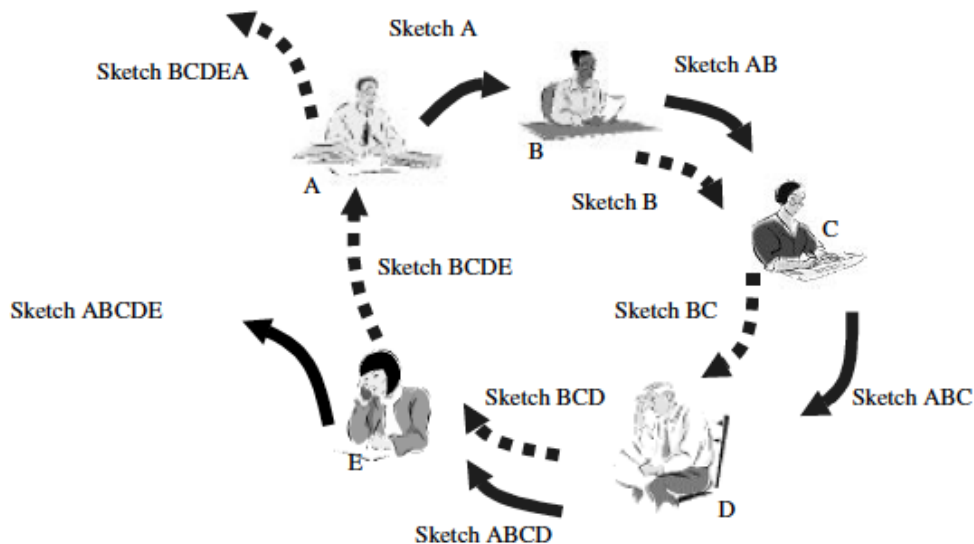 Sketch A
Sketch BCDEA
Sketch AB
B
A
Sketch B
C
Sketch BCDE
Sketch ABCDE
Sketch BC
Sketch BCD
Sketch ABC
E
D
Sketch ABCD